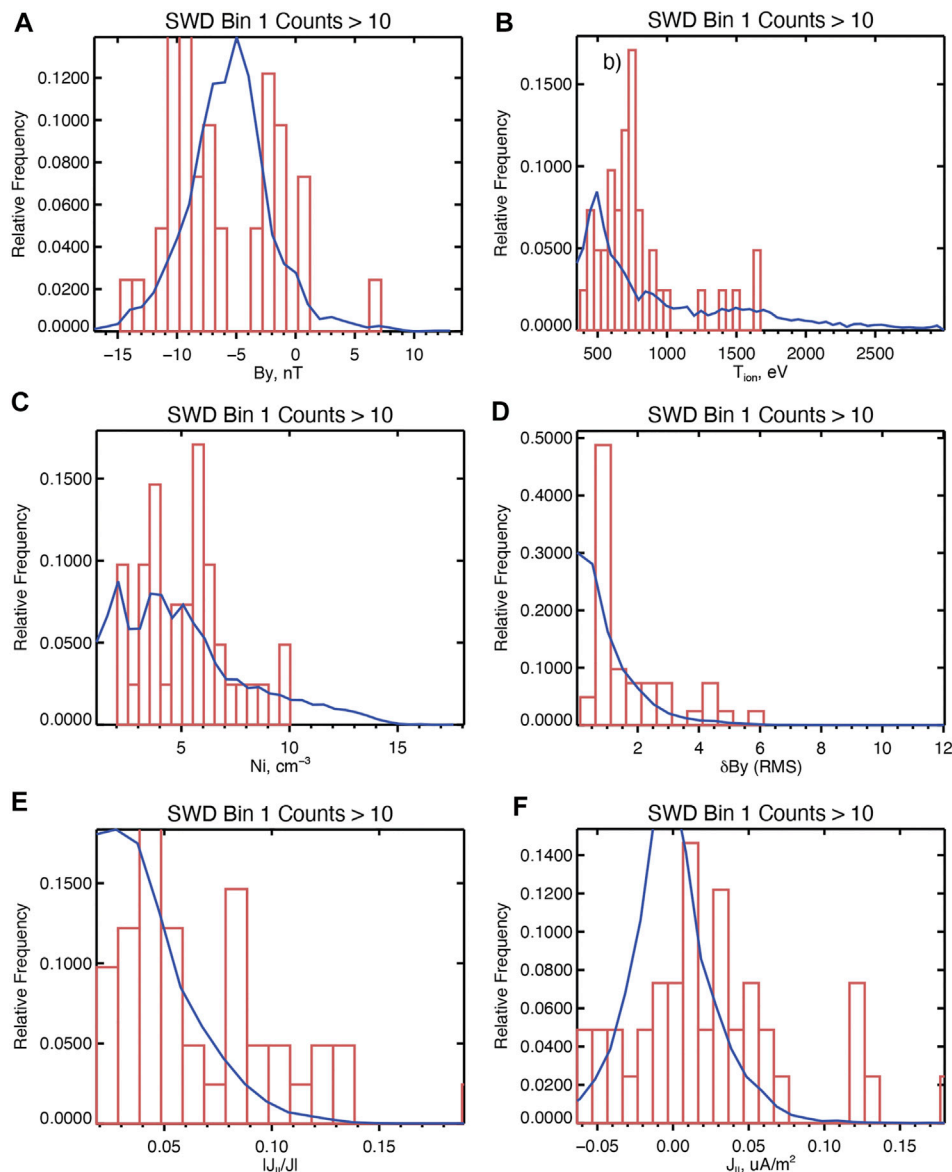 A
SWD Bin 1 Counts > 10
Relative Frequency
0.1200
0.1000
0.0800
0.0600
0.0400
0.0200
0.0000
−15
−10
−5
0
5
10
By, nT
B
SWD Bin 1 Counts > 10
b)
Relative Frequency
0.1500
0.1000
0.0500
0.0000
500
1000
1500
2000
2500
T_ion, eV
C
SWD Bin 1 Counts > 10
Relative Frequency
0.1500
0.1000
0.0500
0.0000
5
10
15
Ni, cm⁻³
D
SWD Bin 1 Counts > 10
Relative Frequency
0.5000
0.4000
0.3000
0.2000
0.1000
0.0000
2
4
6
8
10
12
δBy (RMS)
E
SWD Bin 1 Counts > 10
Relative Frequency
0.1500
0.1000
0.0500
0.0000
0.05
0.10
0.15
|J_||/J|
F
SWD Bin 1 Counts > 10
Relative Frequency
0.1400
0.1200
0.1000
0.0800
0.0600
0.0400
0.0200
0.0000
−0.05
0.00
0.05
0.10
0.15
J_||, uA/m²